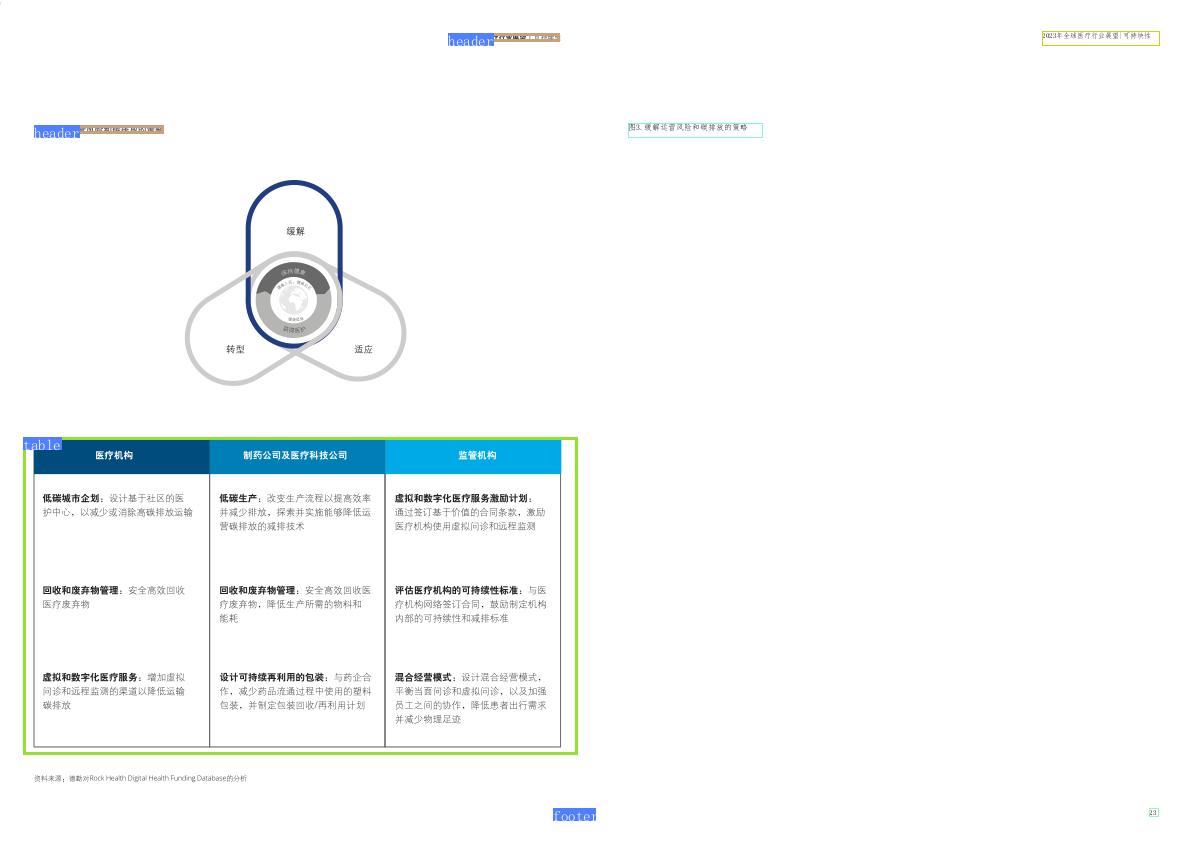 header
2023年全球医疗行业展望|可持续性
header
图3. 缓解运营风险和碳排放的策略
缓解
保持健康
获得医护
转型
适应
table
医疗机构
制药公司及医疗科技公司
监管机构
低碳城市企划：设计基于社区的医
护中心，以减少或消除高碳排放运输
低碳生产：改变生产流程以提高效率
并减少排放，探索并实施能够降低运
营碳排放的减排技术
虚拟和数字化医疗服务激励计划：
通过签订基于价值的合同条款，激励
医疗机构使用虚拟问诊和远程监测
回收和废弃物管理：安全高效回收
医疗废弃物
回收和废弃物管理：安全高效回收医
疗废弃物，降低生产所需的物料和
能耗
评估医疗机构的可持续性标准：与医
疗机构网络签订合同，鼓励制定机构
内部的可持续性和减排标准
虚拟和数字化医疗服务：增加虚拟
问诊和远程监测的渠道以降低运输
碳排放
设计可持续再利用的包装：与药企合
作，减少药品流通过程中使用的塑料
包装，并制定包装回收/再利用计划
混合经营模式：设计混合经营模式，
平衡当面问诊和虚拟问诊，以及加强
员工之间的协作，降低患者出行需求
并减少物理足迹
资料来源：德勤对Rock Health Digital Health Funding Database的分析
footer
23